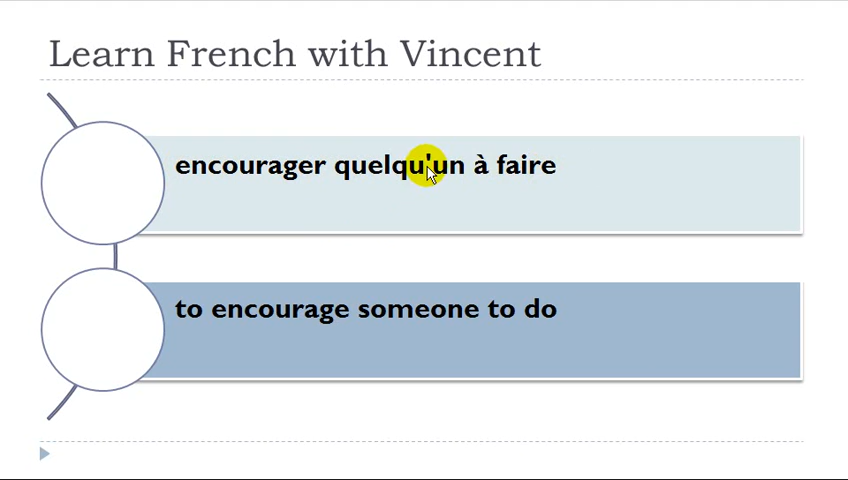 Learn French with Vincent
encourager quelqu'un à faire
to encourage someone to do